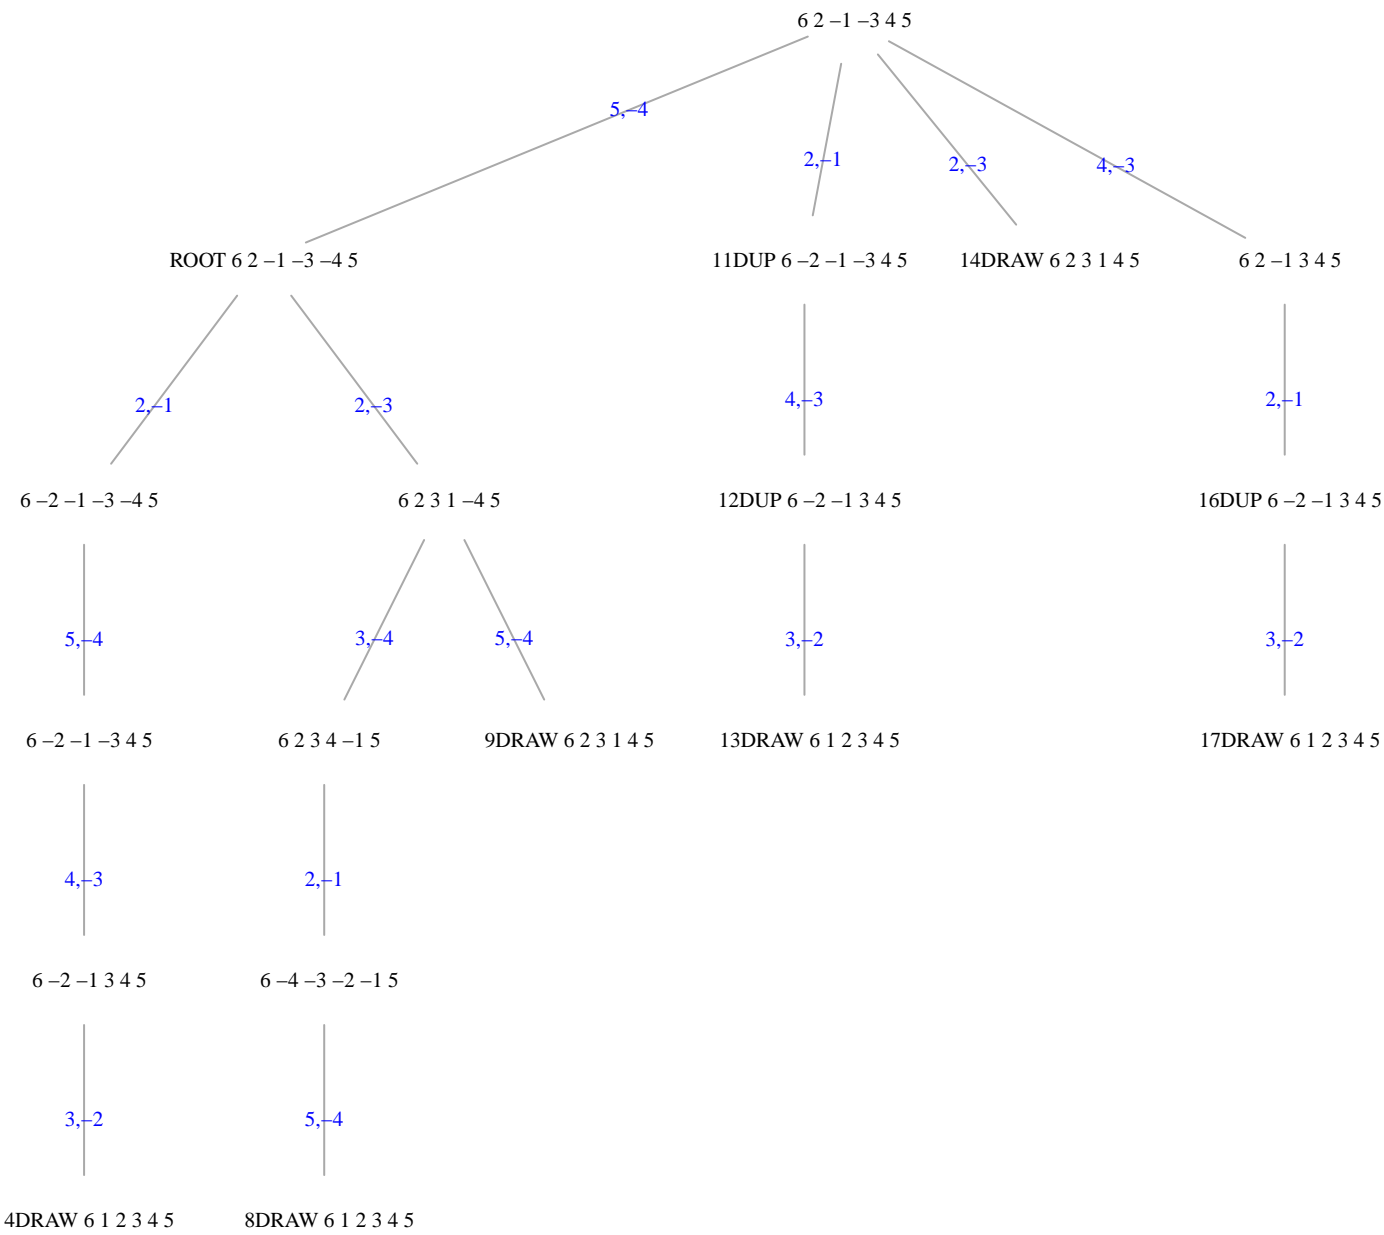 6 2 –1 –3 4 5
5,–4
2,–1
2,–3
4,–3
ROOT 6 2 –1 –3 –4 5
11DUP 6 –2 –1 –3 4 5
14DRAW 6 2 3 1 4 5
6 2 –1 3 4 5
2,–1
2,–3
4,–3
2,–1
6 –2 –1 –3 –4 5
6 2 3 1 –4 5
12DUP 6 –2 –1 3 4 5
16DUP 6 –2 –1 3 4 5
5,–4
3,–4
5,–4
3,–2
3,–2
6 –2 –1 –3 4 5
6 2 3 4 –1 5
9DRAW 6 2 3 1 4 5
13DRAW 6 1 2 3 4 5
17DRAW 6 1 2 3 4 5
4,–3
2,–1
6 –2 –1 3 4 5
6 –4 –3 –2 –1 5
3,–2
5,–4
4DRAW 6 1 2 3 4 5
8DRAW 6 1 2 3 4 5